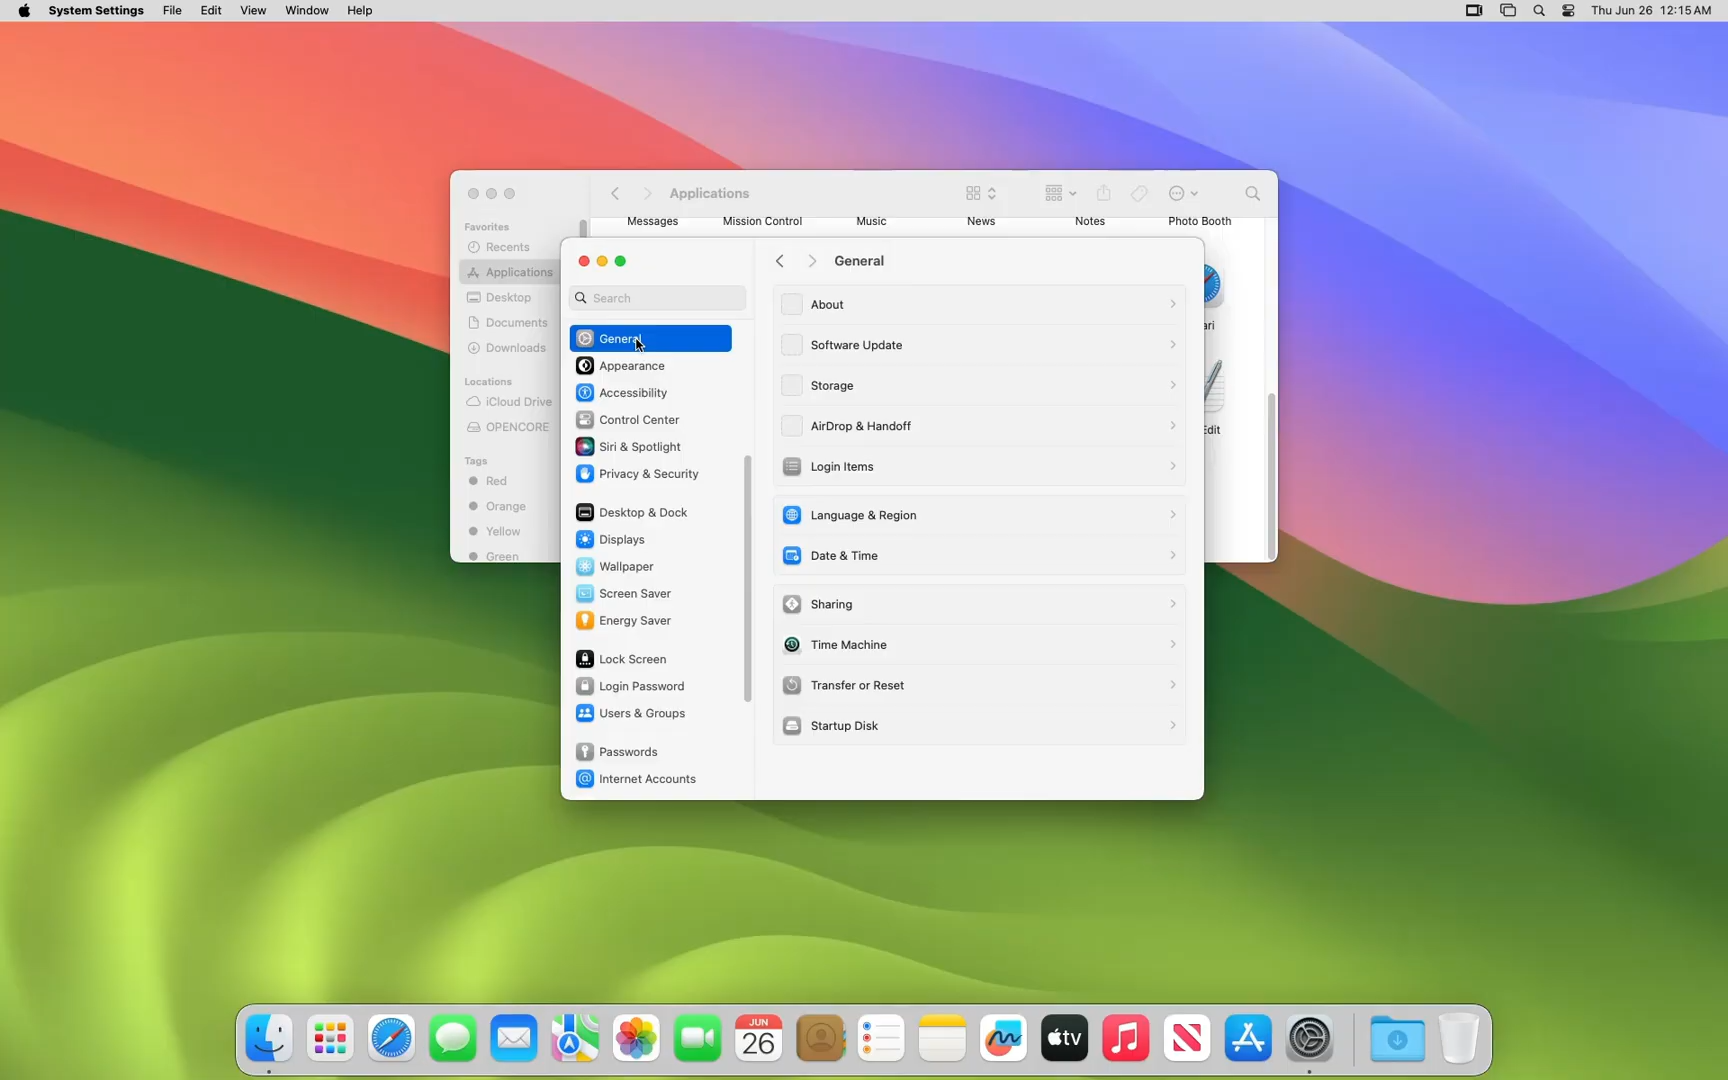 System Settings File Edit View Window Help Thu Jun 26 12:15 AM
Applications
Favorites
Recents
Applications
Desktop
Documents
Downloads
Locations
iCloud Drive
OPENCORE
Tags
Red
Orange
Yellow
Green
Messages Mission Control Music News Notes Photo Booth
ari
Edit
Search
General
Appearance
Accessibility
Control Center
Siri & Spotlight
Privacy & Security
Desktop & Dock
Displays
Wallpaper
Screen Saver
Energy Saver
Lock Screen
Login Password
Users & Groups
Passwords
Internet Accounts
General
About
Software Update
Storage
AirDrop & Handoff
Login Items
Language & Region
Date & Time
Sharing
Time Machine
Transfer or Reset
Startup Disk
JUN
26
tv